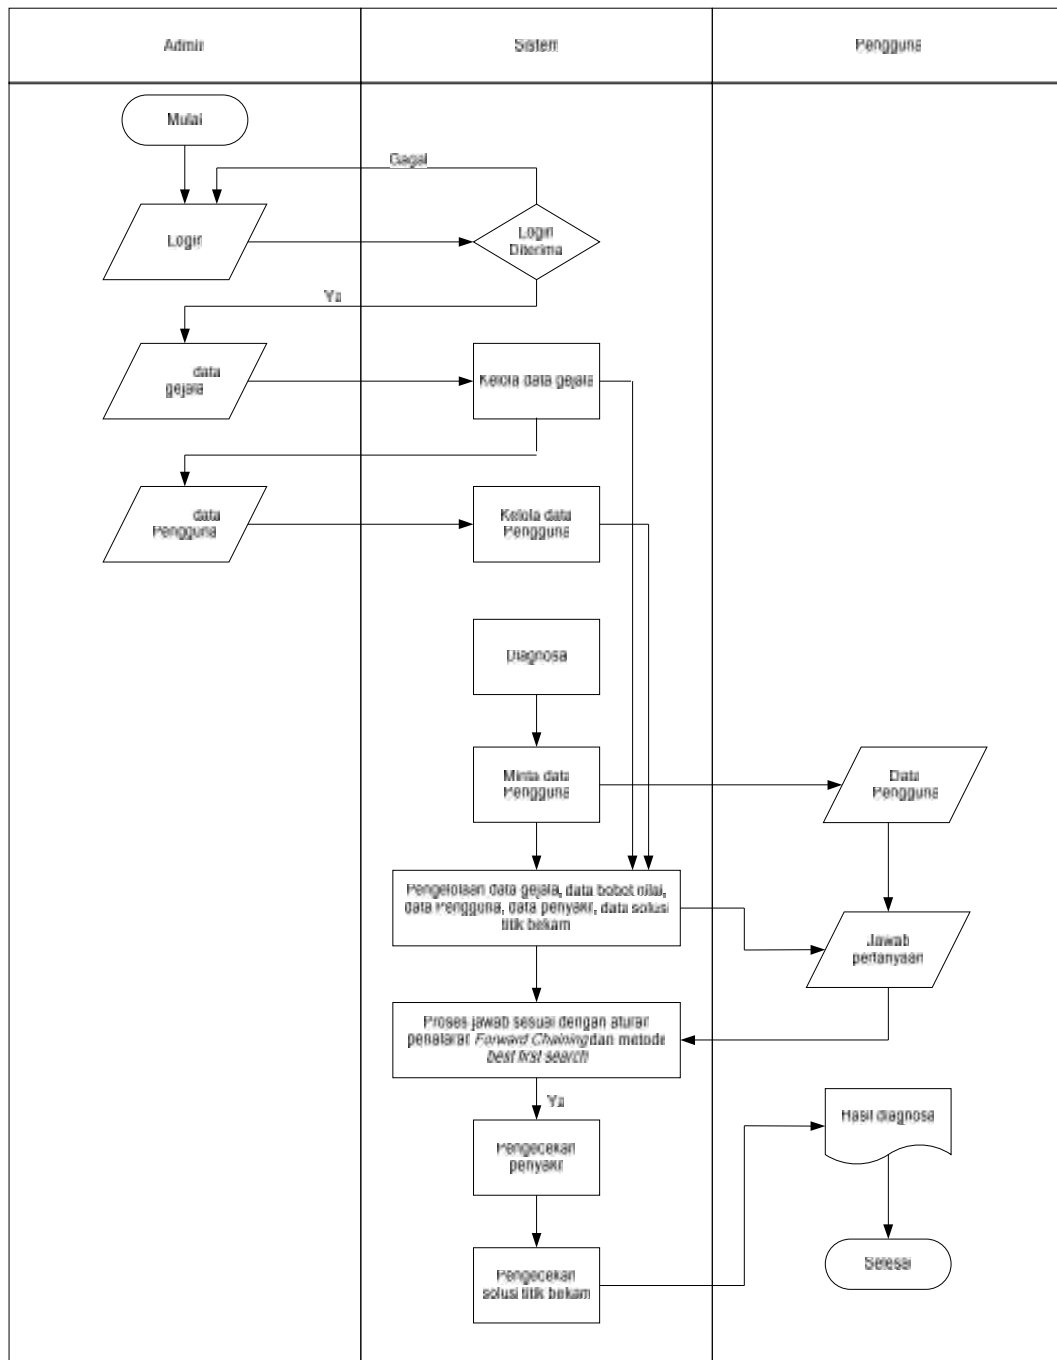 Admin
Sistem
Pengguna
Mulai
Gagal
Login
Login
Diterima
Ya
data
gejala
Kelola data gejala
data
Pengguna
Kelola data
Pengguna
Diagnosa
Minta data
Pengguna
Data
Pengguna
Pengelolaan data gejala, data bobot nilai,
data Pengguna, data penyakit, data solusi
titik bekam
Jawab
pertanyaan
Proses jawab sesuai dengan aturan
penalaran Forward Chaining dan metode
best first search
Ya
Pengecekan
penyakit
Hasil diagnosa
Pengecekan
solusi titik bekam
Selesai